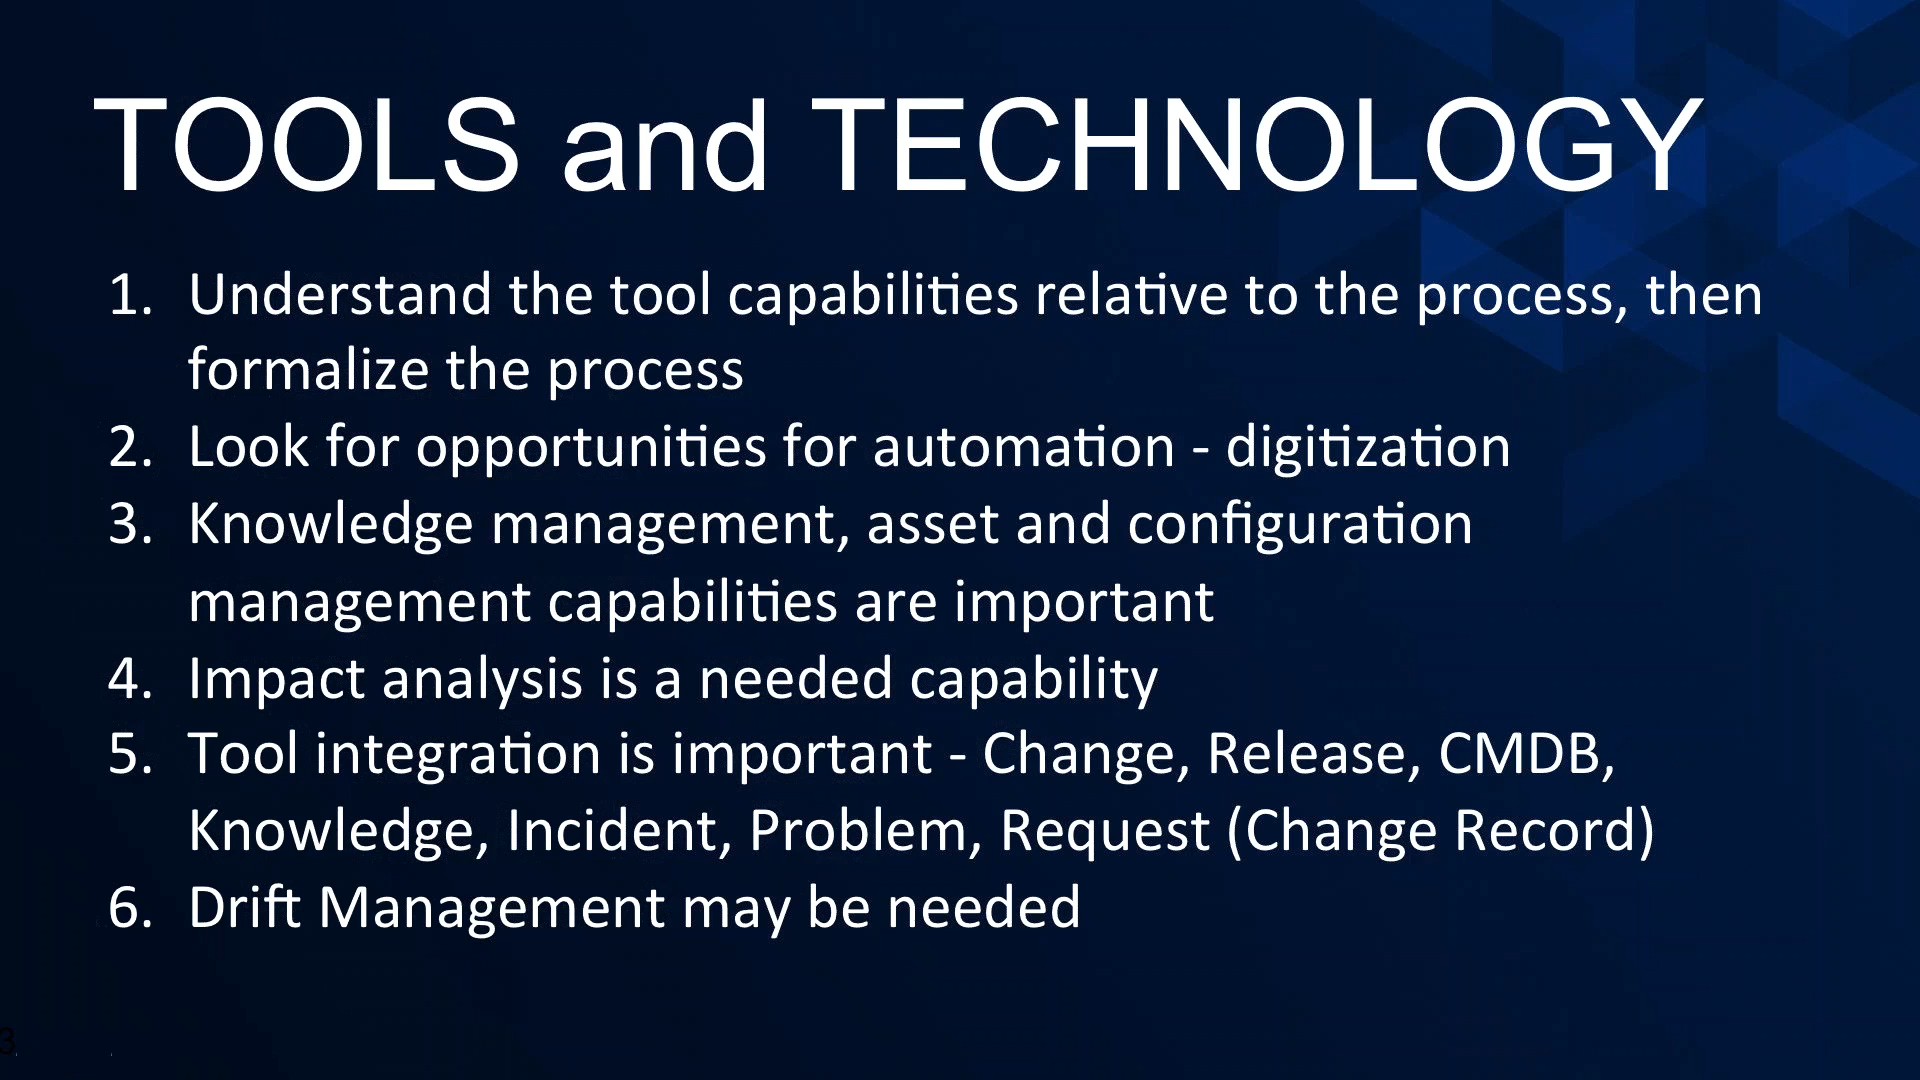 TOOLS and TECHNOLOGY
1. Understand the tool capabilities relative to the process, then
formalize the process
2. Look for opportunities for automation - digitization
3. Knowledge management, asset and configuration
management capabilities are important
4. Impact analysis is a needed capability
5. Tool integration is important - Change, Release, CMDB,
Knowledge, Incident, Problem, Request (Change Record)
6. Drift Management may be needed
3